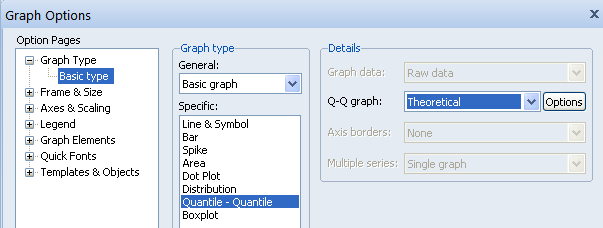 Graph Options
Option Pages
Graph Type
Basic type
Frame & Size
Axes & Scaling
Legend
Graph Elements
Quick Fonts
Templates & Objects
Graph type
General:
Basic graph
Specific:
Line & Symbol
Bar
Spike
Area
Dot Plot
Distribution
Quantile - Quantile
Boxplot
Details
Graph data: Raw data
Q-Q graph: Theoretical Options
Axis borders: None
Multiple series: Single graph